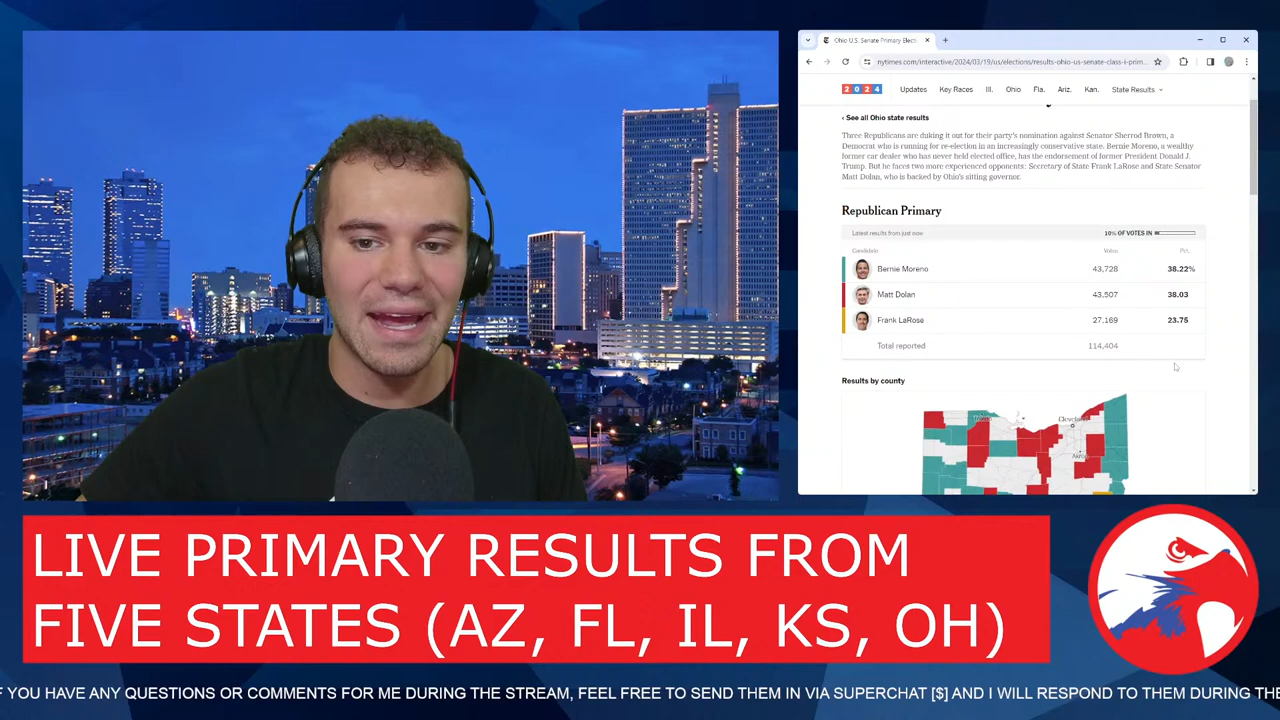 Ohio U.S. Senate Primary Elect
nytimes.com/interactive/2024/03/19/us/elections/results-ohio-us-senate-class-i-prim...
2024 Updates Key Races Ill. Ohio Fla. Ariz. Kan. State Results
‹ See all Ohio state results
Three Republicans are duking it out for their party's nomination against Senator Sherrod Brown, a
Democrat who is running for re-election in an increasingly conservative state. Bernie Moreno, a wealthy
former car dealer who has never held elected office, has the endorsement of former President Donald J.
Trump. But he faces two more experienced opponents: Secretary of State Frank LaRose and State Senator
Matt Dolan, who is backed by Ohio's sitting governor.
Republican Primary
Latest results from just now 10% OF VOTES IN
Candidate Votes Pct.
Bernie Moreno 43,728 38.22%
Matt Dolan 43,507 38.03
Frank LaRose 27,169 23.75
Total reported 114,404
Results by county
Cleveland
Akron
LIVE PRIMARY RESULTS FROM
FIVE STATES (AZ, FL, IL, KS, OH)
F YOU HAVE ANY QUESTIONS OR COMMENTS FOR ME DURING THE STREAM, FEEL FREE TO SEND THEM IN VIA SUPERCHAT [$] AND I WILL RESPOND TO THEM DURING THE